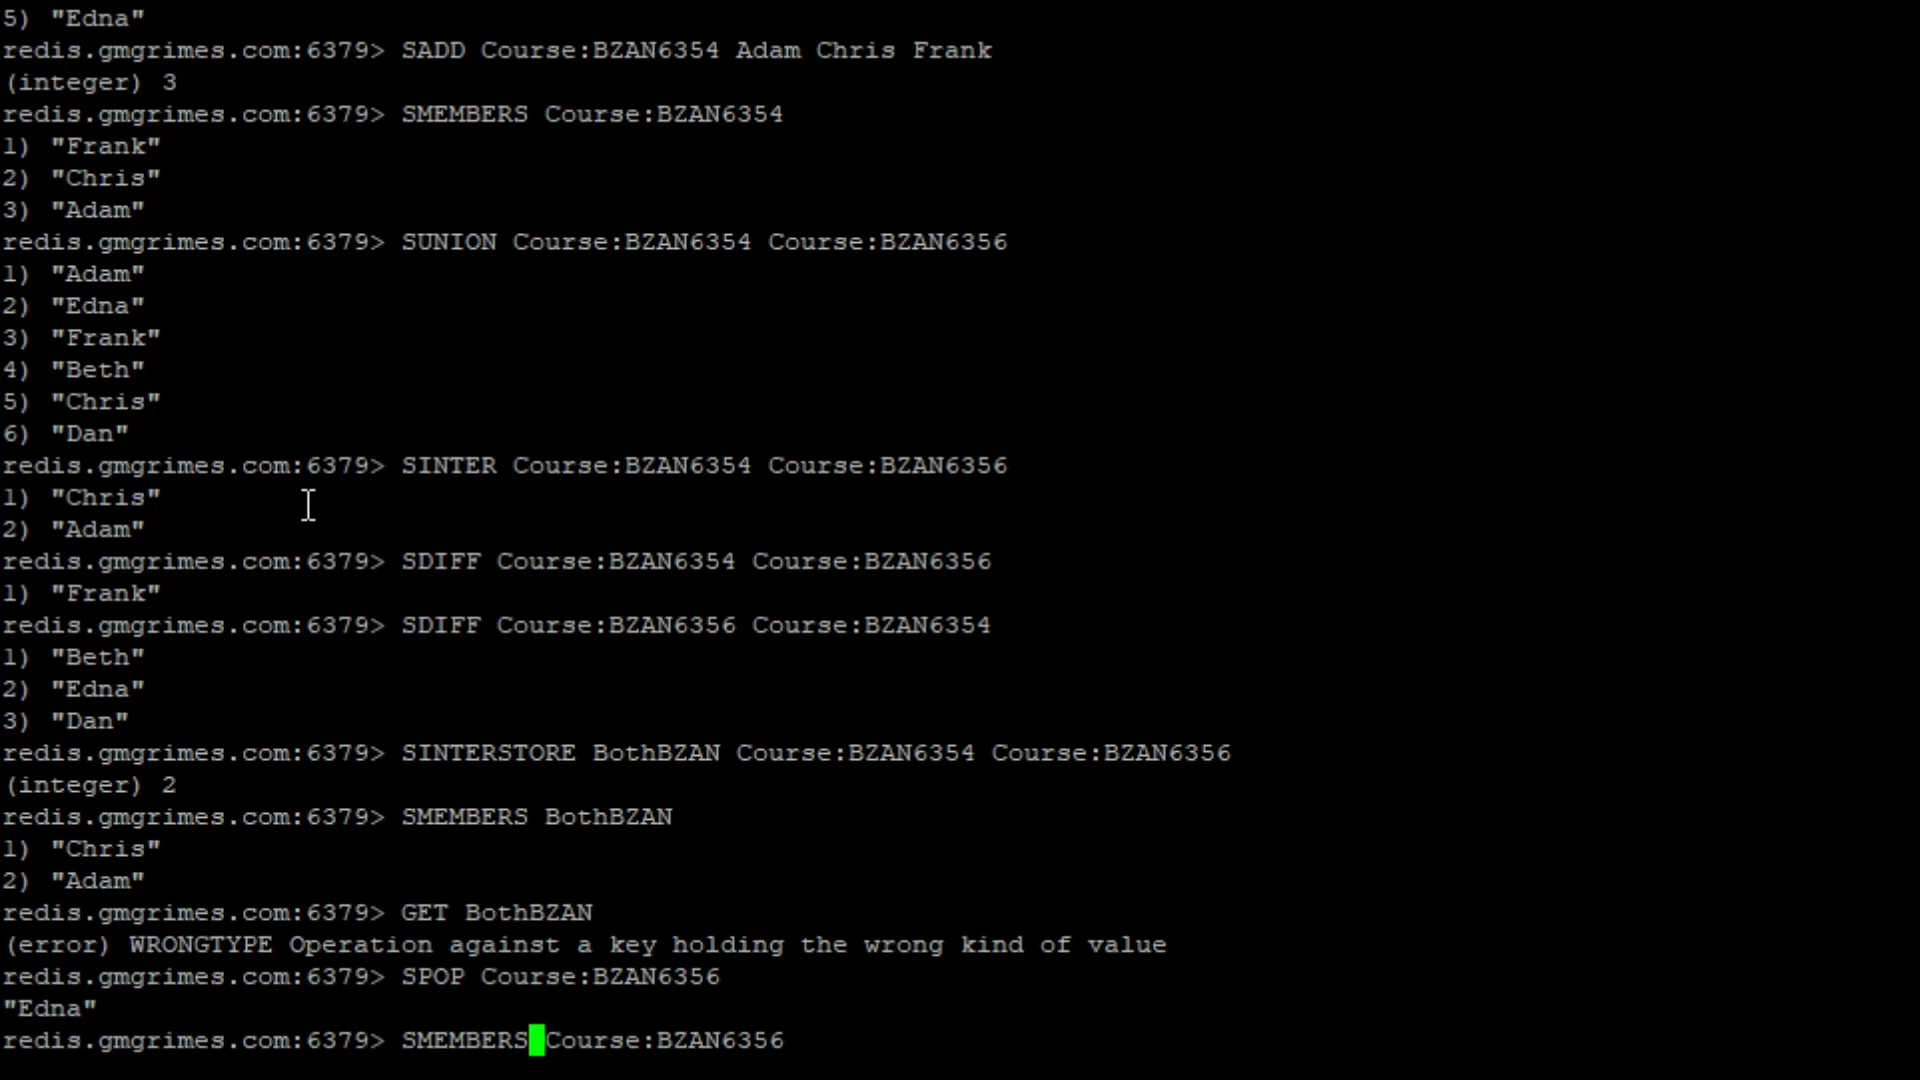 5) "Edna"
redis.gmgrimes.com:6379> SADD Course:BZAN6354 Adam Chris Frank
(integer) 3
redis.gmgrimes.com:6379> SMEMBERS Course:BZAN6354
1) "Frank"
2) "Chris"
3) "Adam"
redis.gmgrimes.com:6379> SUNION Course:BZAN6354 Course:BZAN6356
1) "Adam"
2) "Edna"
3) "Frank"
4) "Beth"
5) "Chris"
6) "Dan"
redis.gmgrimes.com:6379> SINTER Course:BZAN6354 Course:BZAN6356
1) "Chris"
2) "Adam"
redis.gmgrimes.com:6379> SDIFF Course:BZAN6354 Course:BZAN6356
1) "Frank"
redis.gmgrimes.com:6379> SDIFF Course:BZAN6356 Course:BZAN6354
1) "Beth"
2) "Edna"
3) "Dan"
redis.gmgrimes.com:6379> SINTERSTORE BothBZAN Course:BZAN6354 Course:BZAN6356
(integer) 2
redis.gmgrimes.com:6379> SMEMBERS BothBZAN
1) "Chris"
2) "Adam"
redis.gmgrimes.com:6379> GET BothBZAN
(error) WRONGTYPE Operation against a key holding the wrong kind of value
redis.gmgrimes.com:6379> SPOP Course:BZAN6356
"Edna"
redis.gmgrimes.com:6379> SMEMBERS Course:BZAN6356